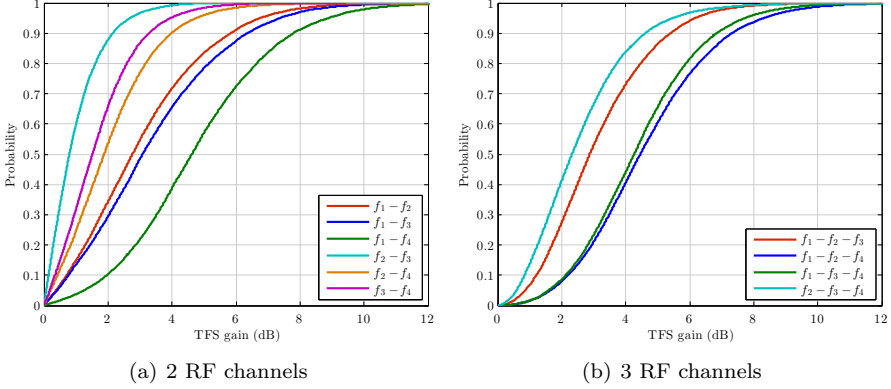 1
0.9
0.8
0.7
0.6
0.5
0.4
0.3
0.2
0.1
0
Probability
0 2 4 6 8 10 12
TFS gain (dB)
f1 − f2
f1 − f3
f1 − f4
f2 − f3
f2 − f4
f3 − f4
(a) 2 RF channels
1
0.9
0.8
0.7
0.6
0.5
0.4
0.3
0.2
0.1
0
Probability
0 2 4 6 8 10 12
TFS gain (dB)
f1 − f2 − f3
f1 − f2 − f4
f1 − f3 − f4
f2 − f3 − f4
(b) 3 RF channels